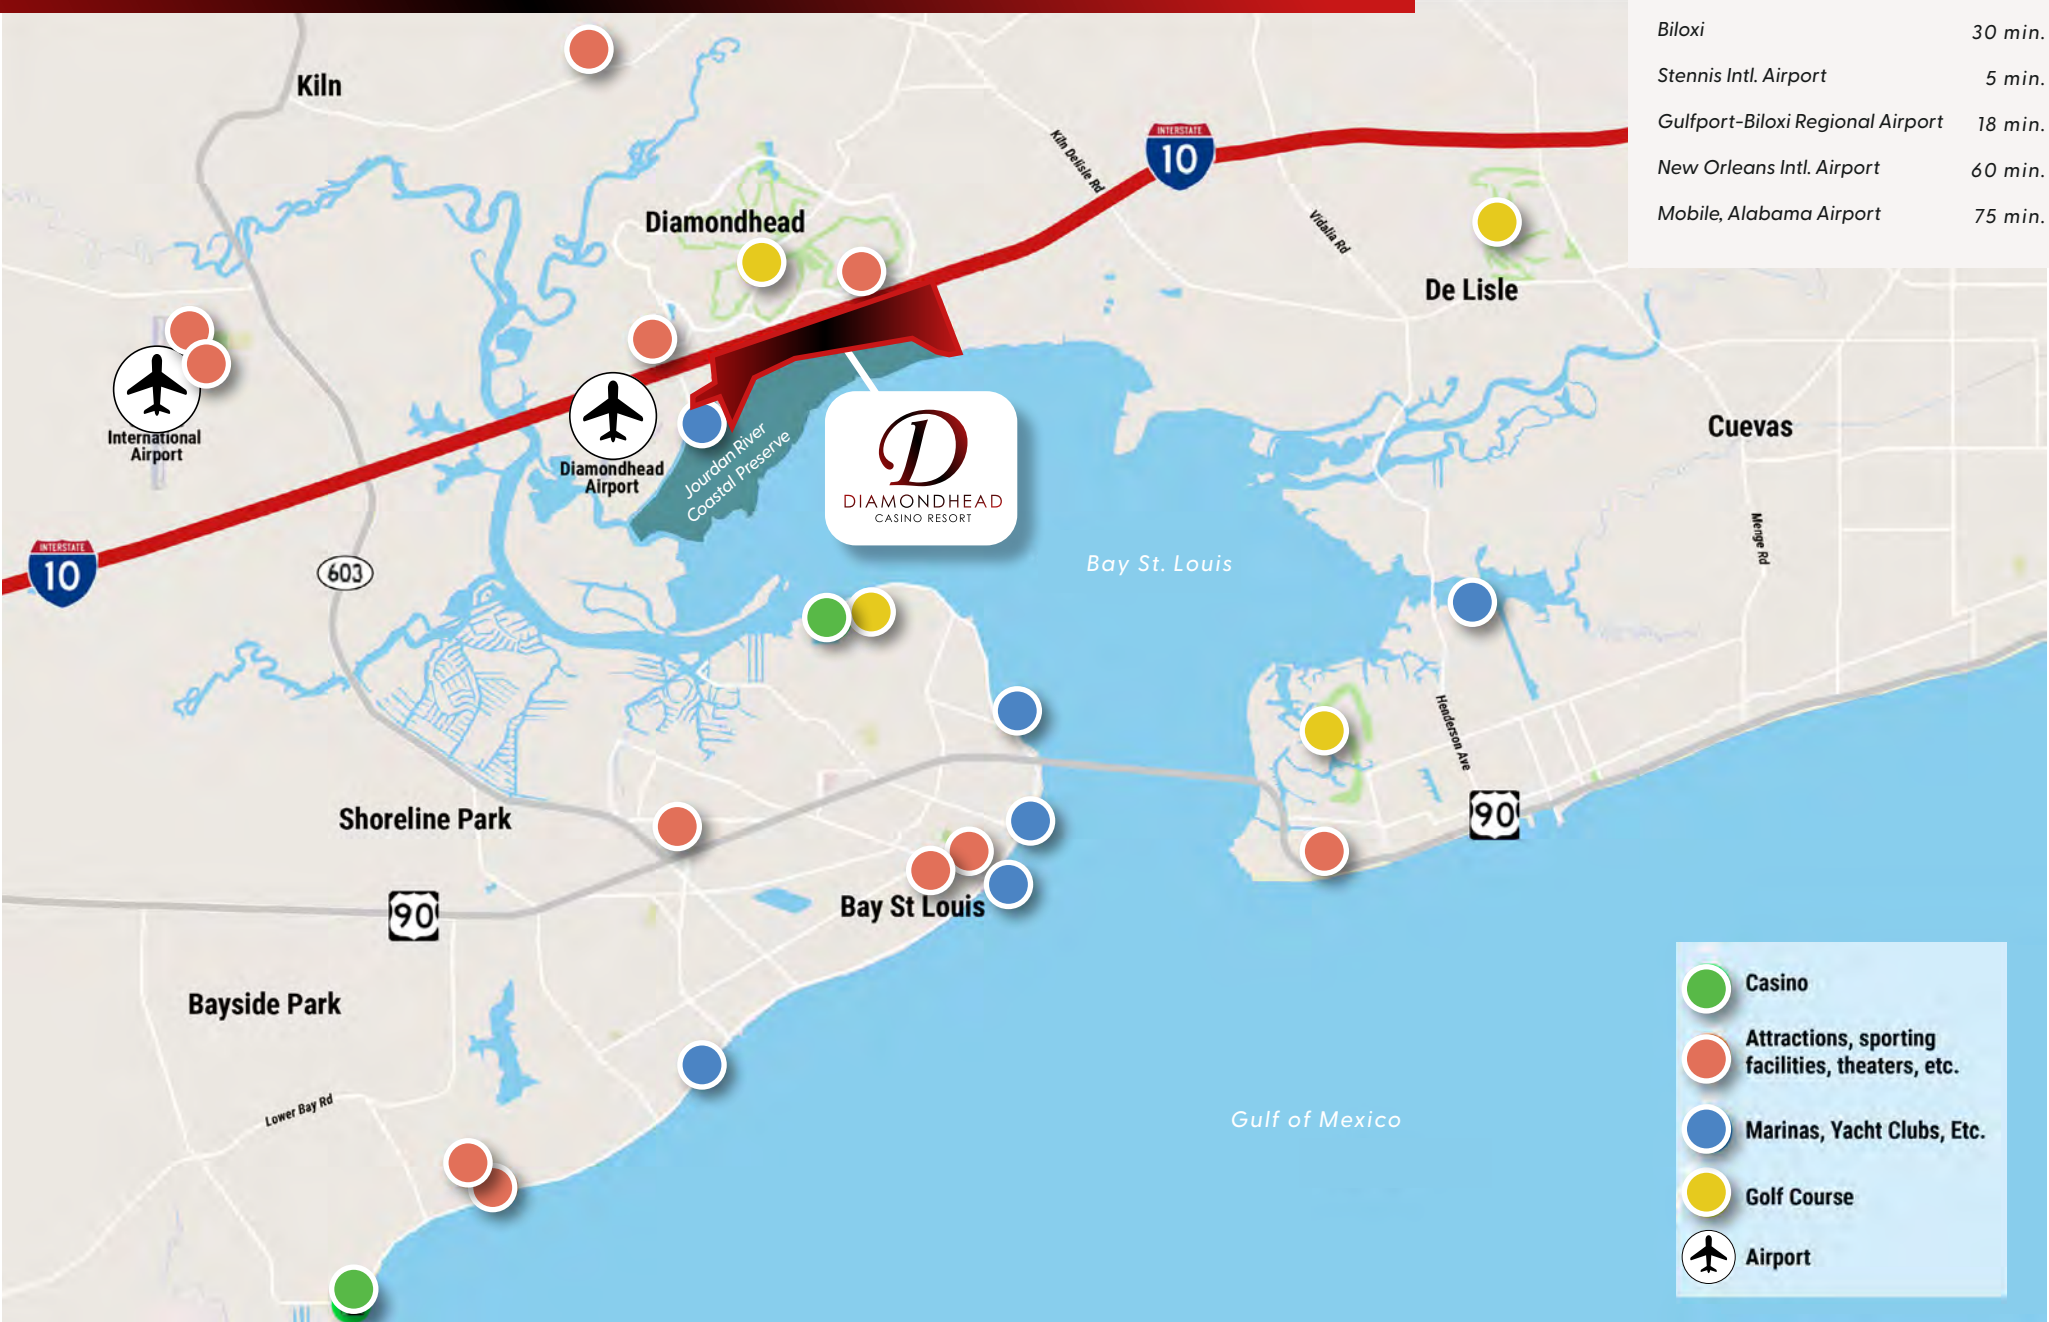 Biloxi 30 min.
Stennis Intl. Airport 5 min.
Gulfport-Biloxi Regional Airport 18 min.
New Orleans Intl. Airport 60 min.
Mobile, Alabama Airport 75 min.
Kiln
Kiln Delisle Rd
INTERSTATE
10
Vidalia Rd
Diamondhead
De Lisle
Cuevas
International
Airport
Diamondhead
Airport
Jourdan River
Coastal Preserve
D
DIAMONDHEAD
CASINO RESORT
INTERSTATE
10
603
Bay St. Louis
Menge Rd
Henderson Ave
90
Shoreline Park
Bay St Louis
90
Bayside Park
Lower Bay Rd
Gulf of Mexico
Casino
Attractions, sporting
facilities, theaters, etc.
Marinas, Yacht Clubs, Etc.
Golf Course
Airport